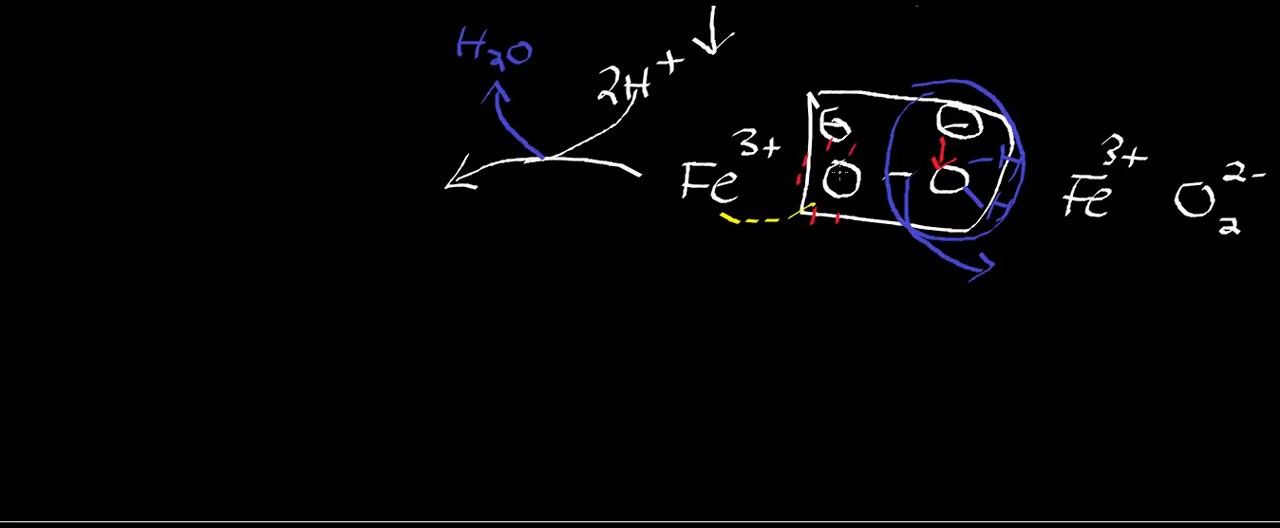 H₂O
2H⁺
Fe³⁺ ⊖O – ⊖O – H
H
Fe³⁺ O₂²⁻